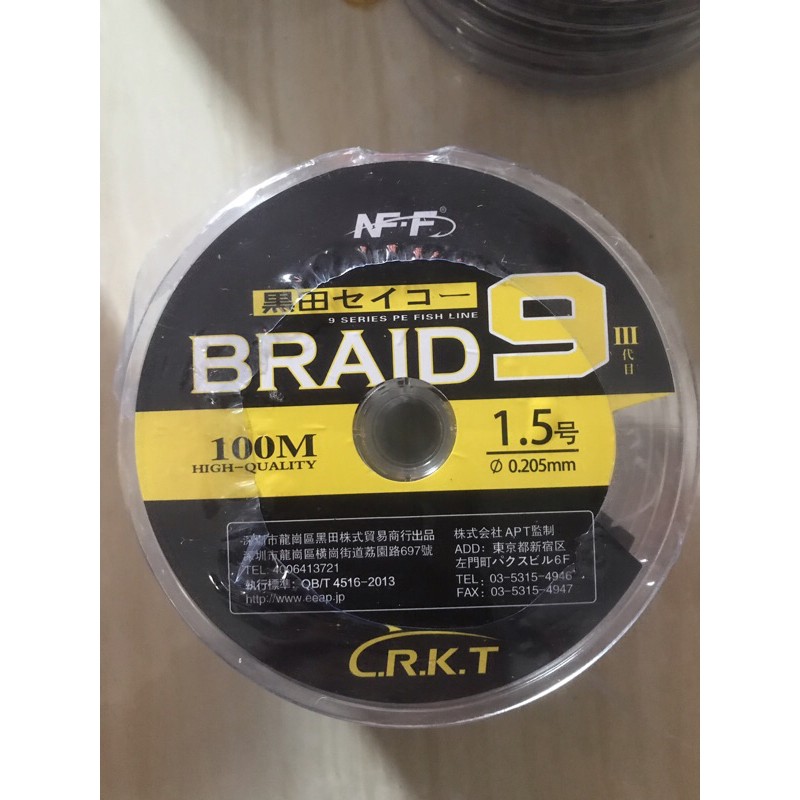 NF·F®
黒田セイコー
9 SERIES PE FISH LINE
BRAID 9
III代目
100M
HIGH-QUALITY
1.5号
Ø 0.205mm
深圳市龍崗區黒田株式貿易商行出品
深圳市龍崗區横崗街道荔園路697號
TEL 4006413721
執行標準: QB/T 4516-2013
http://www.eeap.jp
株式会社 APT監制
ADD: 東京都新宿区
左門町パクスビル6F
TEL: 03-5315-4946
FAX: 03-5315-4947
C.R.K.T